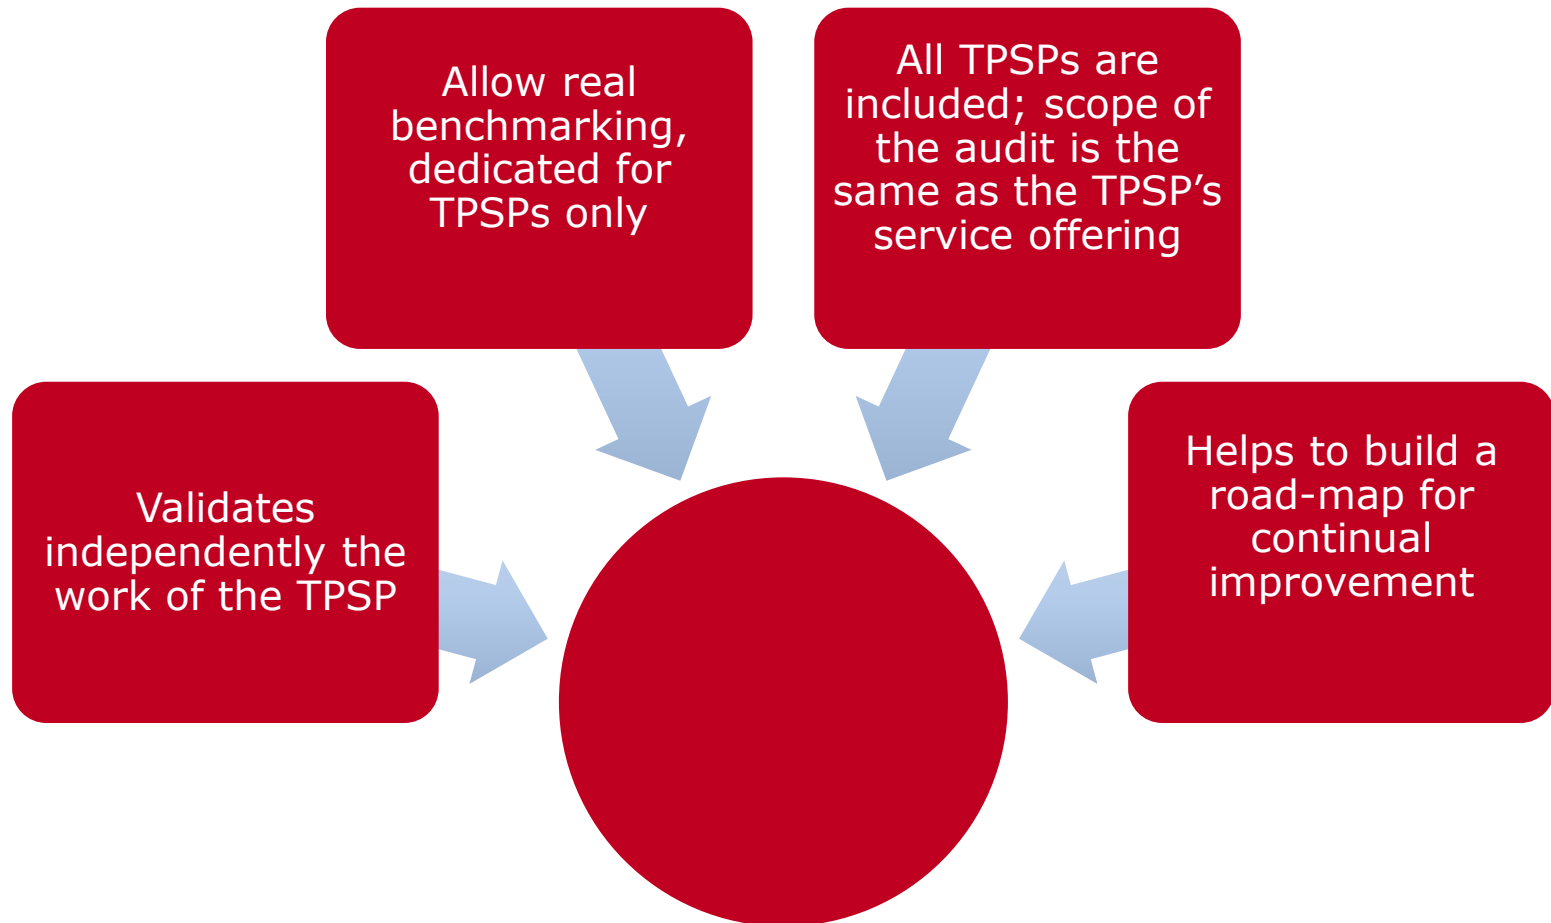 Allow real
benchmarking,
dedicated for
TPSPs only
All TPSPs are
included; scope of
the audit is the
same as the TPSP’s
service offering
Validates
independently the
work of the TPSP
Helps to build a
road-map for
continual
improvement